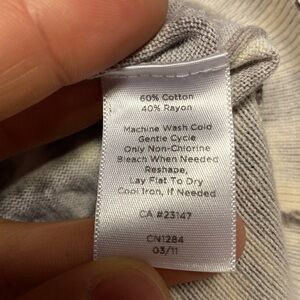 60% Cotton
40% Rayon
Machine Wash Cold
Gentle Cycle
Only Non-Chlorine
Bleach When Needed
Reshape,
Lay Flat To Dry
Cool Iron, If Needed
CA #23147
CN1284
03/11